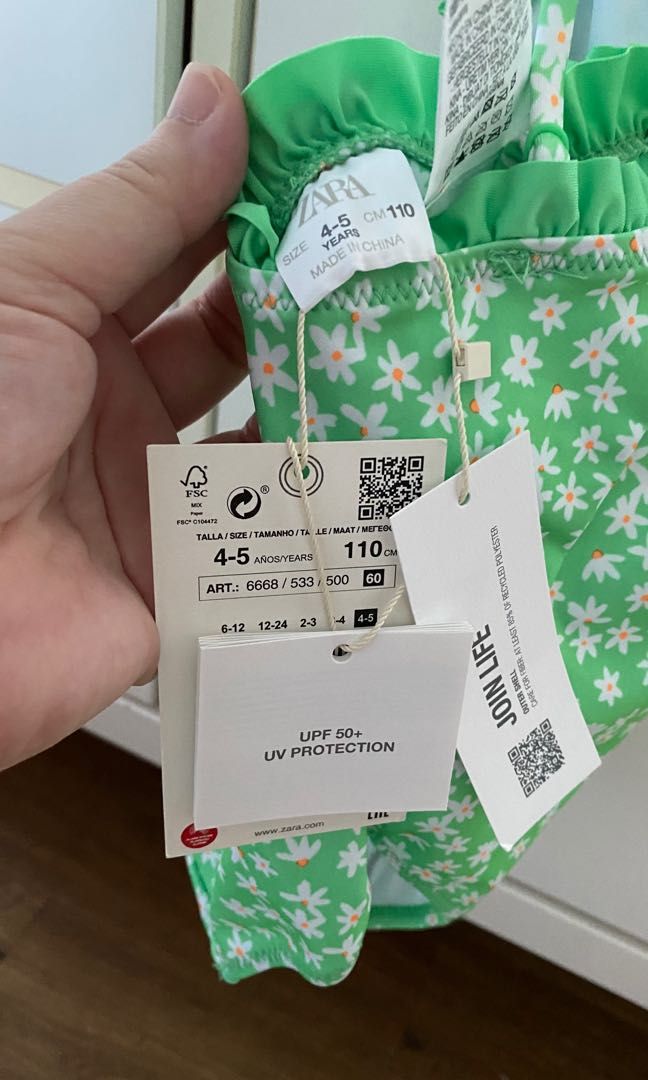 ZARA
SIZE 4-5 CM 110
YEARS
MADE IN CHINA
FSC
MIX
Paper
FSC® C104472
®
TALLA / SIZE / TAMANHO / TAILLE / MAAT / ΜΕΓΕΘΟ
4-5 AÑOS/YEARS 110 CM
ART.: 6668 / 533 / 500 60
6-12 12-24 2-3 -4 4-5
UPF 50+
UV PROTECTION
www.zara.com
JOIN LIFE
OUTER SHELL
CARE FOR FIBER: AT LEAST 85% OF RECYCLED POLYESTER